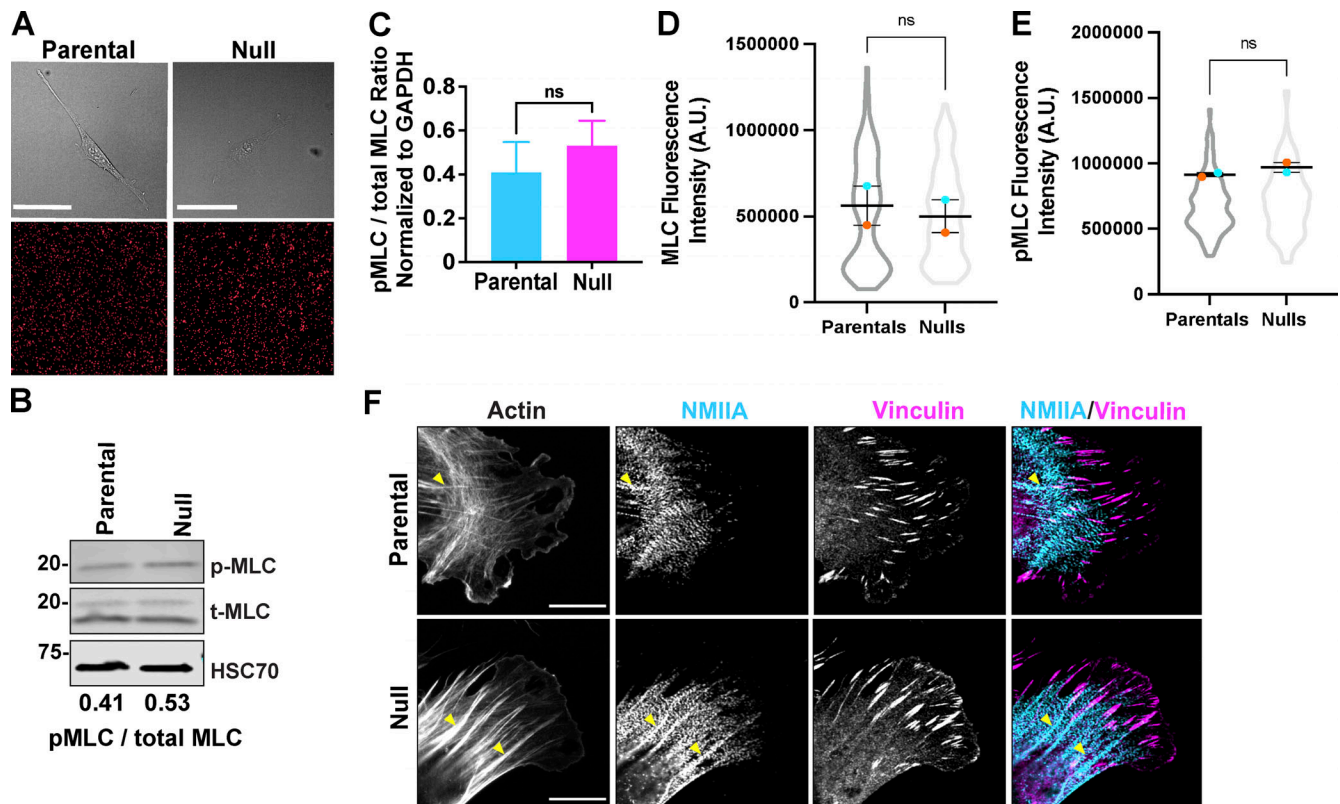 A
Parental
Null
B
Parental
Null
20-
p-MLC
20-
t-MLC
75-
HSC70
0.41 0.53
pMLC / total MLC
C
pMLC / total MLC Ratio
Normalized to GAPDH
0.8
0.6
0.4
0.2
0
ns
Parental
Null
D
MLC Fluorescence
Intensity (A.U.)
1500000
1000000
500000
0
ns
Parentals
Nulls
E
pMLC Fluorescence
Intensity (A.U.)
2000000
1500000
1000000
500000
0
ns
Parentals
Nulls
F
Actin
NMIIA
Vinculin
NMIIA/Vinculin
Parental
Null